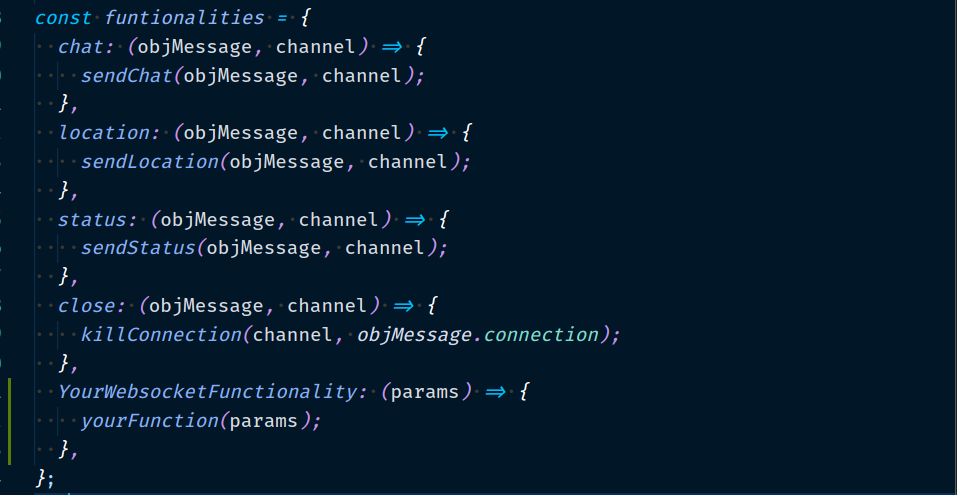 const funtionalities = {
  chat: (objMessage, channel) => {
    sendChat(objMessage, channel);
  },
  location: (objMessage, channel) => {
    sendLocation(objMessage, channel);
  },
  status: (objMessage, channel) => {
    sendStatus(objMessage, channel);
  },
  close: (objMessage, channel) => {
    killConnection(channel, objMessage.connection);
  },
  YourWebsocketFunctionality: (params) => {
    yourFunction(params);
  },
};